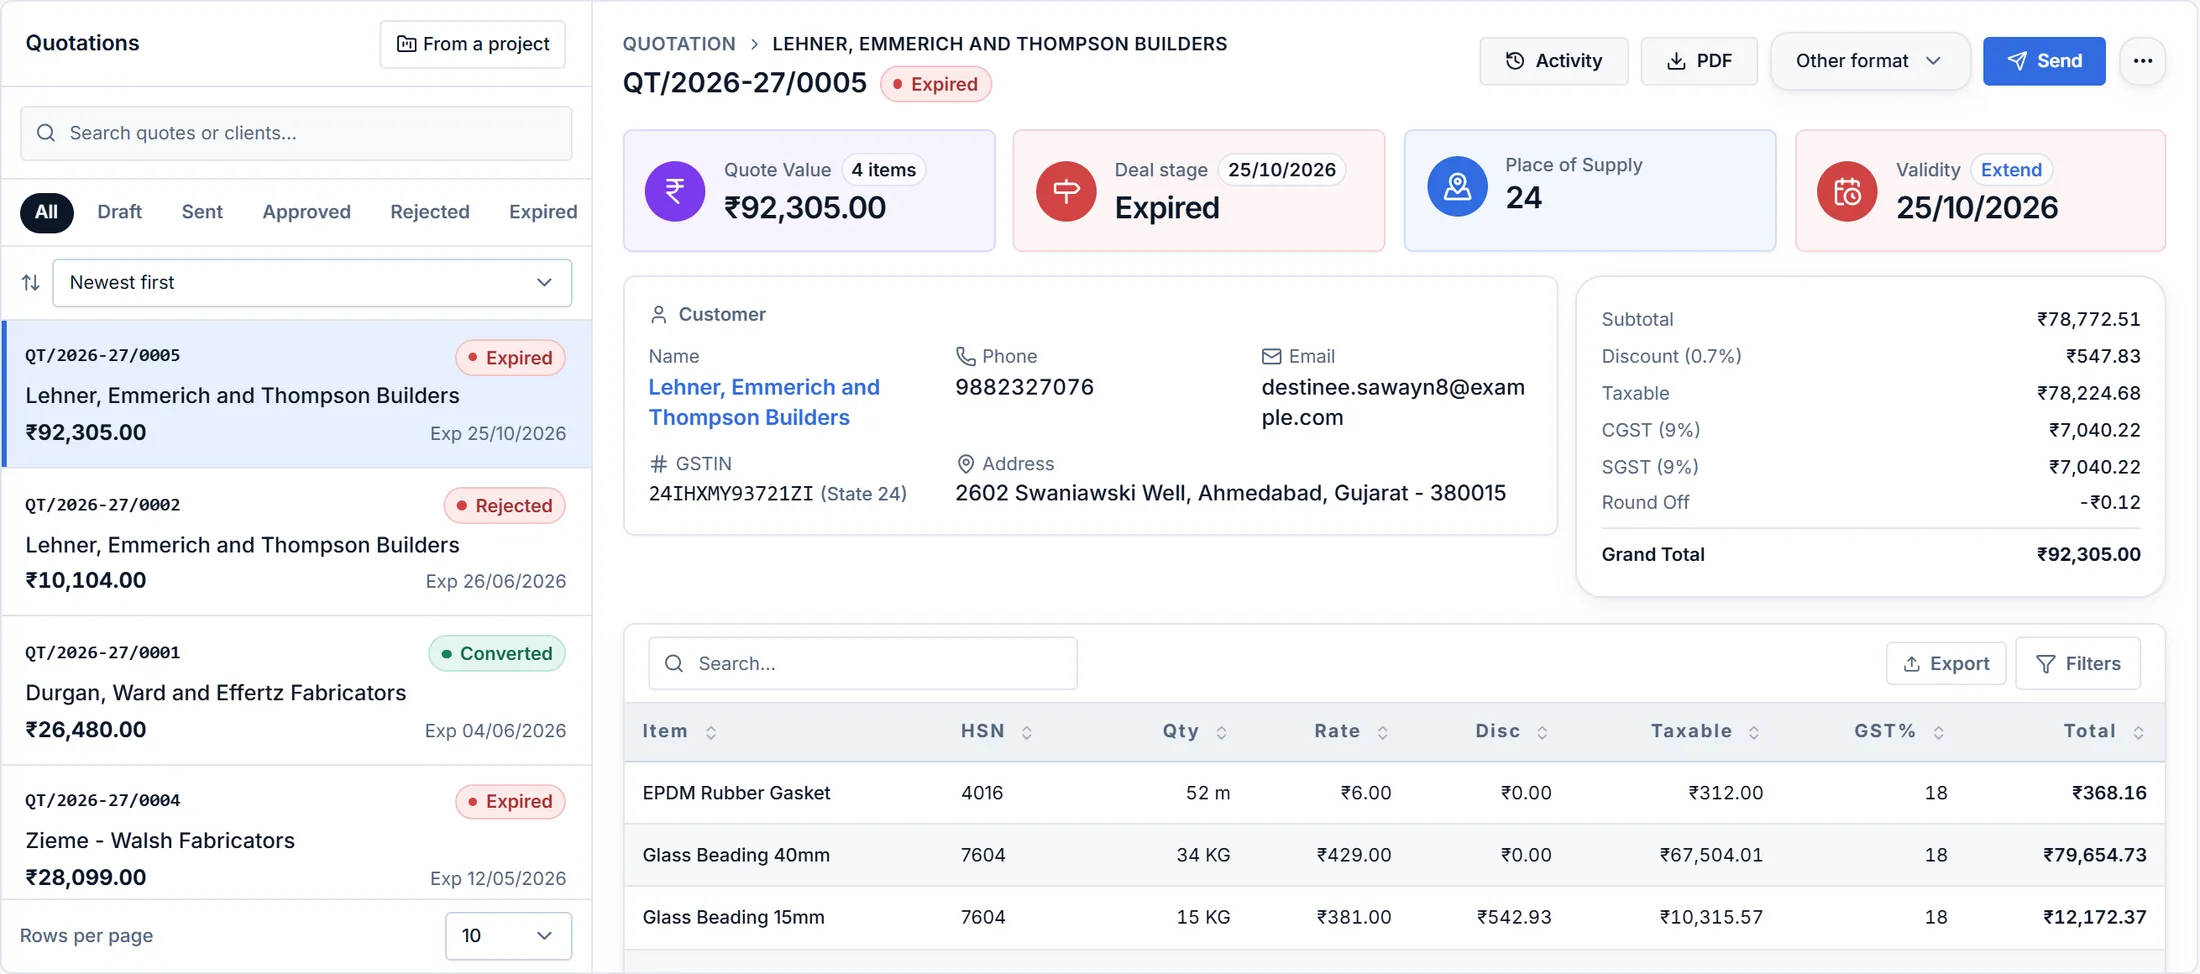 Quotations
From a project
Search quotes or clients...
All Draft Sent Approved Rejected Expired
Newest first
QT/2026-27/0005 Expired
Lehner, Emmerich and Thompson Builders
₹92,305.00 Exp 25/10/2026
QT/2026-27/0002 Rejected
Lehner, Emmerich and Thompson Builders
₹10,104.00 Exp 26/06/2026
QT/2026-27/0001 Converted
Durgan, Ward and Effertz Fabricators
₹26,480.00 Exp 04/06/2026
QT/2026-27/0004 Expired
Zieme - Walsh Fabricators
₹28,099.00 Exp 12/05/2026
Rows per page 10
QUOTATION > LEHNER, EMMERICH AND THOMPSON BUILDERS
QT/2026-27/0005 Expired
Activity PDF Other format Send
Quote Value 4 items
₹92,305.00
Deal stage 25/10/2026
Expired
Place of Supply
24
Validity Extend
25/10/2026
Customer
Name
Lehner, Emmerich and
Thompson Builders
Phone
9882327076
Email
destinee.sawayn8@exam
ple.com
# GSTIN
24IHXMY93721ZI (State 24)
Address
2602 Swaniawski Well, Ahmedabad, Gujarat - 380015
Subtotal ₹78,772.51
Discount (0.7%) ₹547.83
Taxable ₹78,224.68
CGST (9%) ₹7,040.22
SGST (9%) ₹7,040.22
Round Off -₹0.12
Grand Total ₹92,305.00
Search...
Export Filters
Item HSN Qty Rate Disc Taxable GST% Total
EPDM Rubber Gasket 4016 52 m ₹6.00 ₹0.00 ₹312.00 18 ₹368.16
Glass Beading 40mm 7604 34 KG ₹429.00 ₹0.00 ₹67,504.01 18 ₹79,654.73
Glass Beading 15mm 7604 15 KG ₹381.00 ₹542.93 ₹10,315.57 18 ₹12,172.37